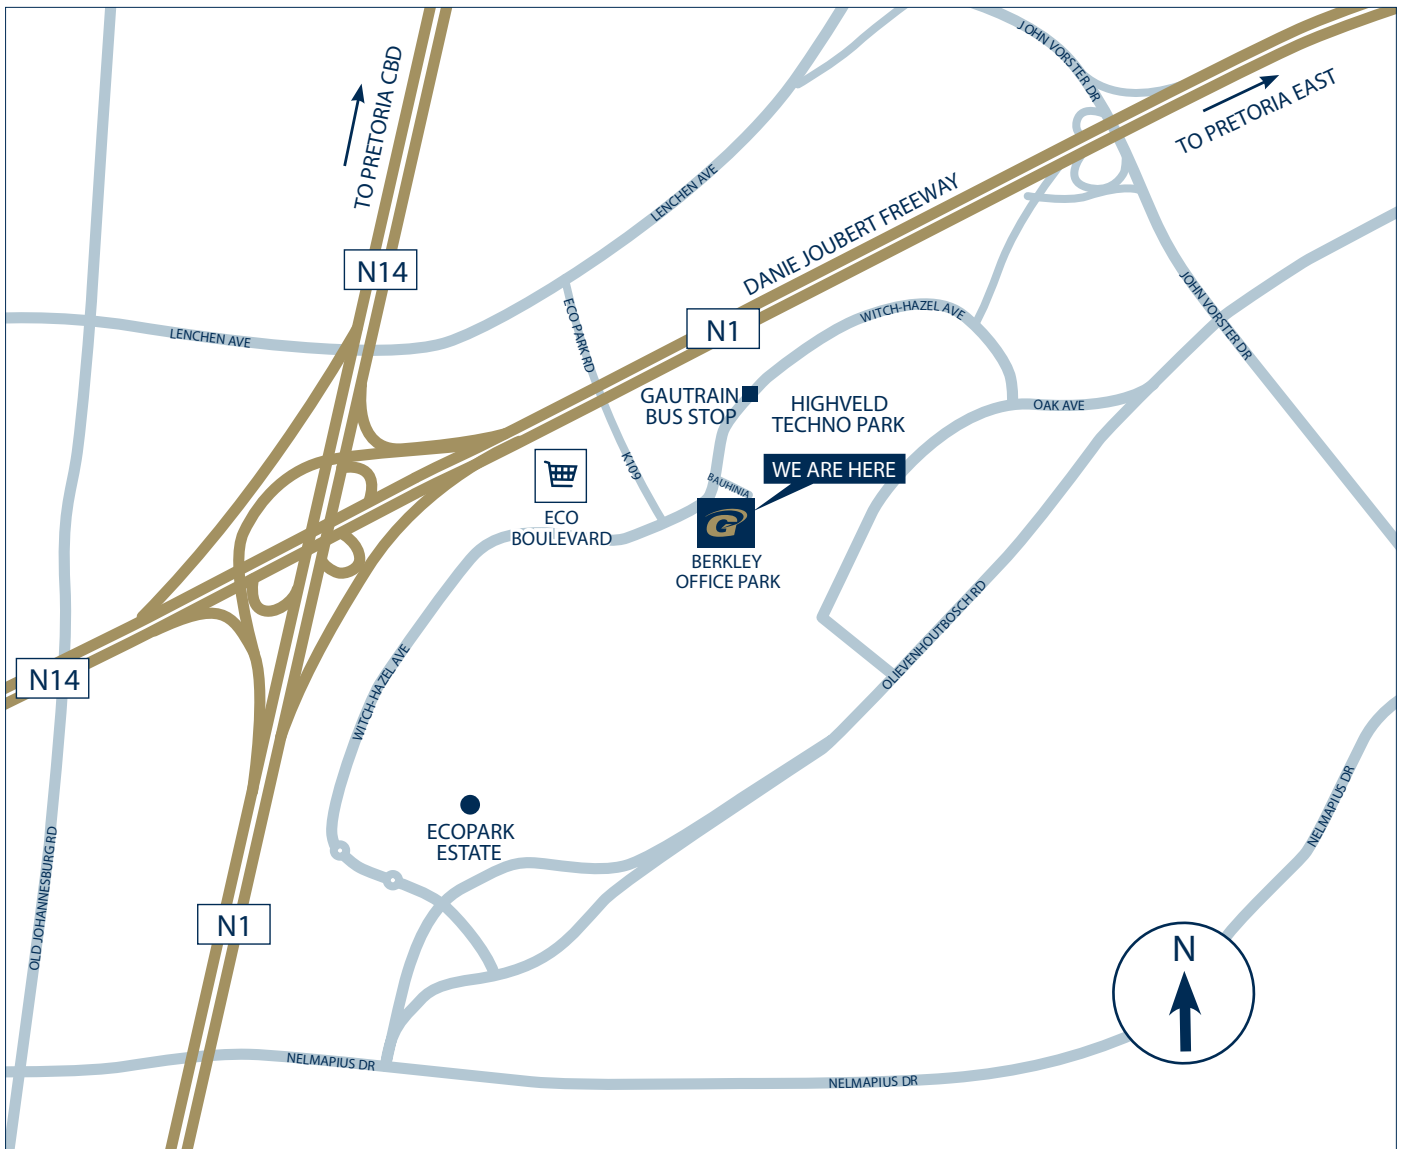 JOHN VORSTER DR
TO PRETORIA CBD
TO PRETORIA EAST
LENCHEN AVE
DANIE JOUBERT FREEWAY
N14
JOHN VORSTER DR
ECO PARK RD
WITCH-HAZEL AVE
N1
LENCHEN AVE
GAUTRAIN
BUS STOP
HIGHVELD
TECHNO PARK
OAK AVE
K109
WE ARE HERE
BAUHINIA
G
ECO
BOULEVARD
BERKLEY
OFFICE PARK
OLIEVENHOUTBOSCH RD
N14
WITCH-HAZEL AVE
NELMAPIUS DR
ECOPARK
ESTATE
OLD JOHANNESBURG RD
N1
N
NELMAPIUS DR
NELMAPIUS DR